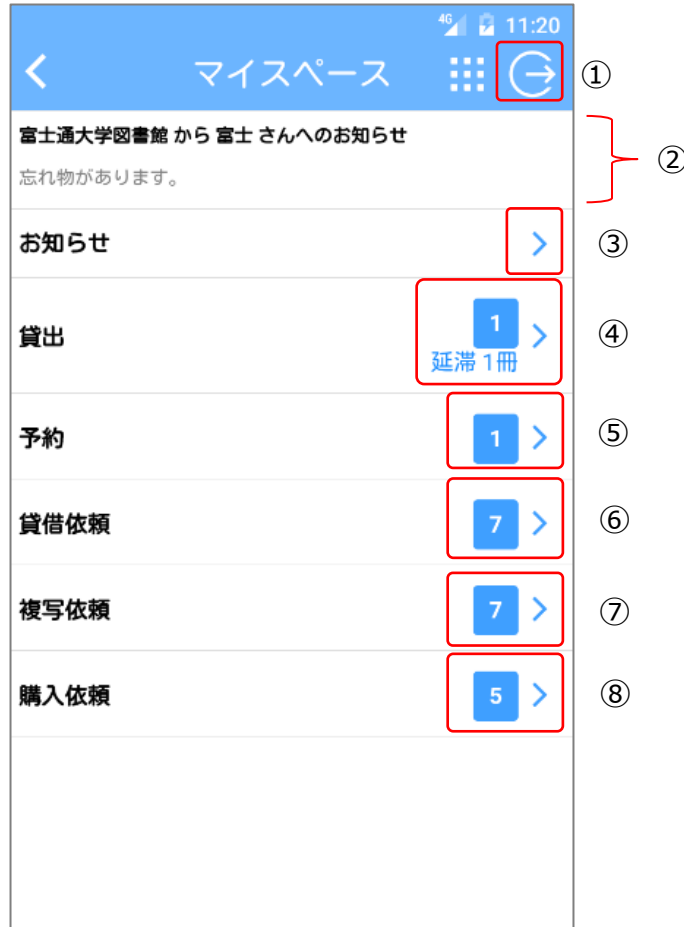 4G 11:20
マイスペース
①
富士通大学図書館 から 富士 さんへのお知らせ
忘れ物があります。
②
お知らせ
③
貸出
1
延滞 1冊
④
予約
1
⑤
貸借依頼
7
⑥
複写依頼
7
⑦
購入依頼
5
⑧